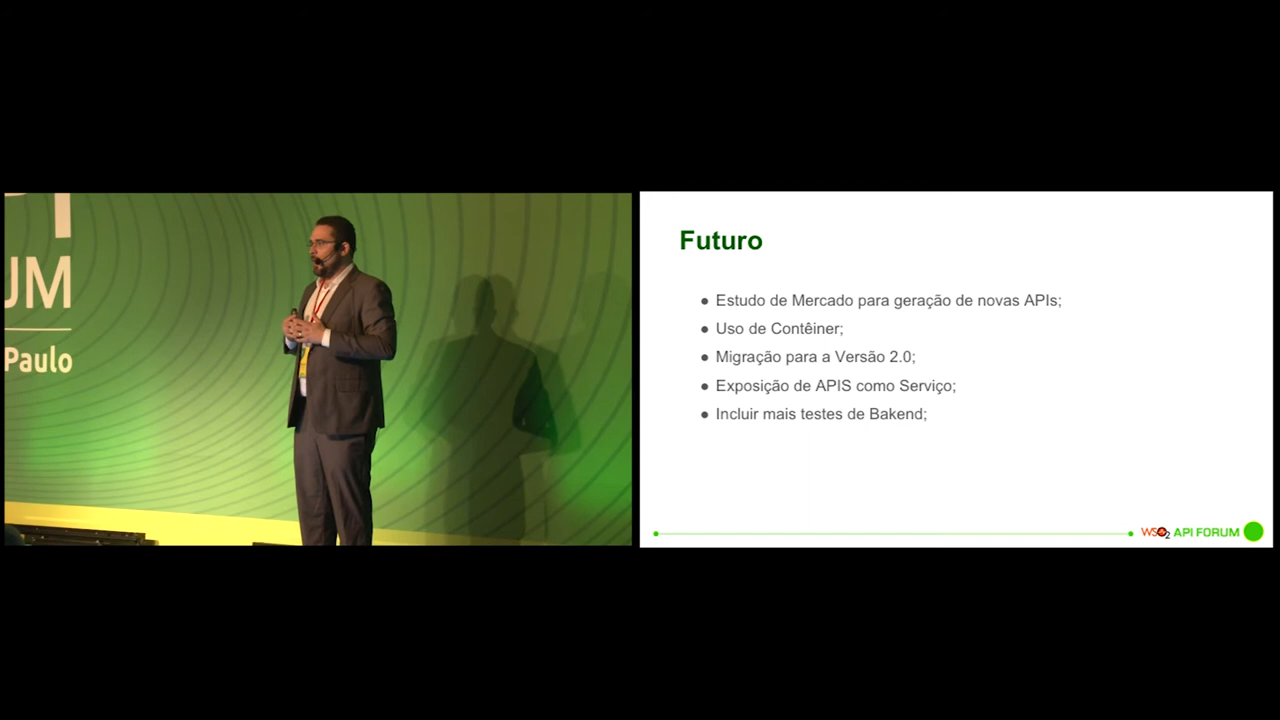 UM
Paulo
Futuro
● Estudo de Mercado para geração de novas APIs;
● Uso de Contêiner;
● Migração para a Versão 2.0;
● Exposição de APIS como Serviço;
● Incluir mais testes de Bakend;
WSO2 API FORUM